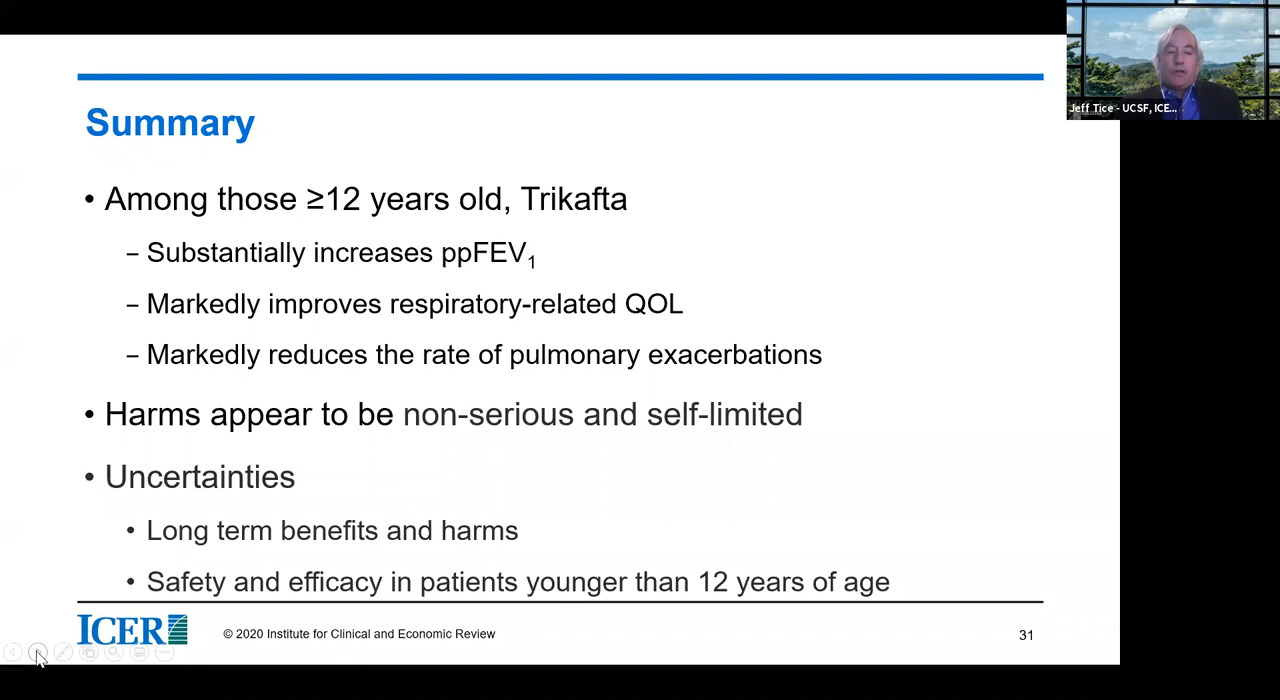 Jeff Tice - UCSF, ICE...
Summary
• Among those ≥12 years old, Trikafta
– Substantially increases ppFEV₁
– Markedly improves respiratory-related QOL
– Markedly reduces the rate of pulmonary exacerbations
• Harms appear to be non-serious and self-limited
• Uncertainties
• Long term benefits and harms
• Safety and efficacy in patients younger than 12 years of age
ICER
© 2020 Institute for Clinical and Economic Review
31